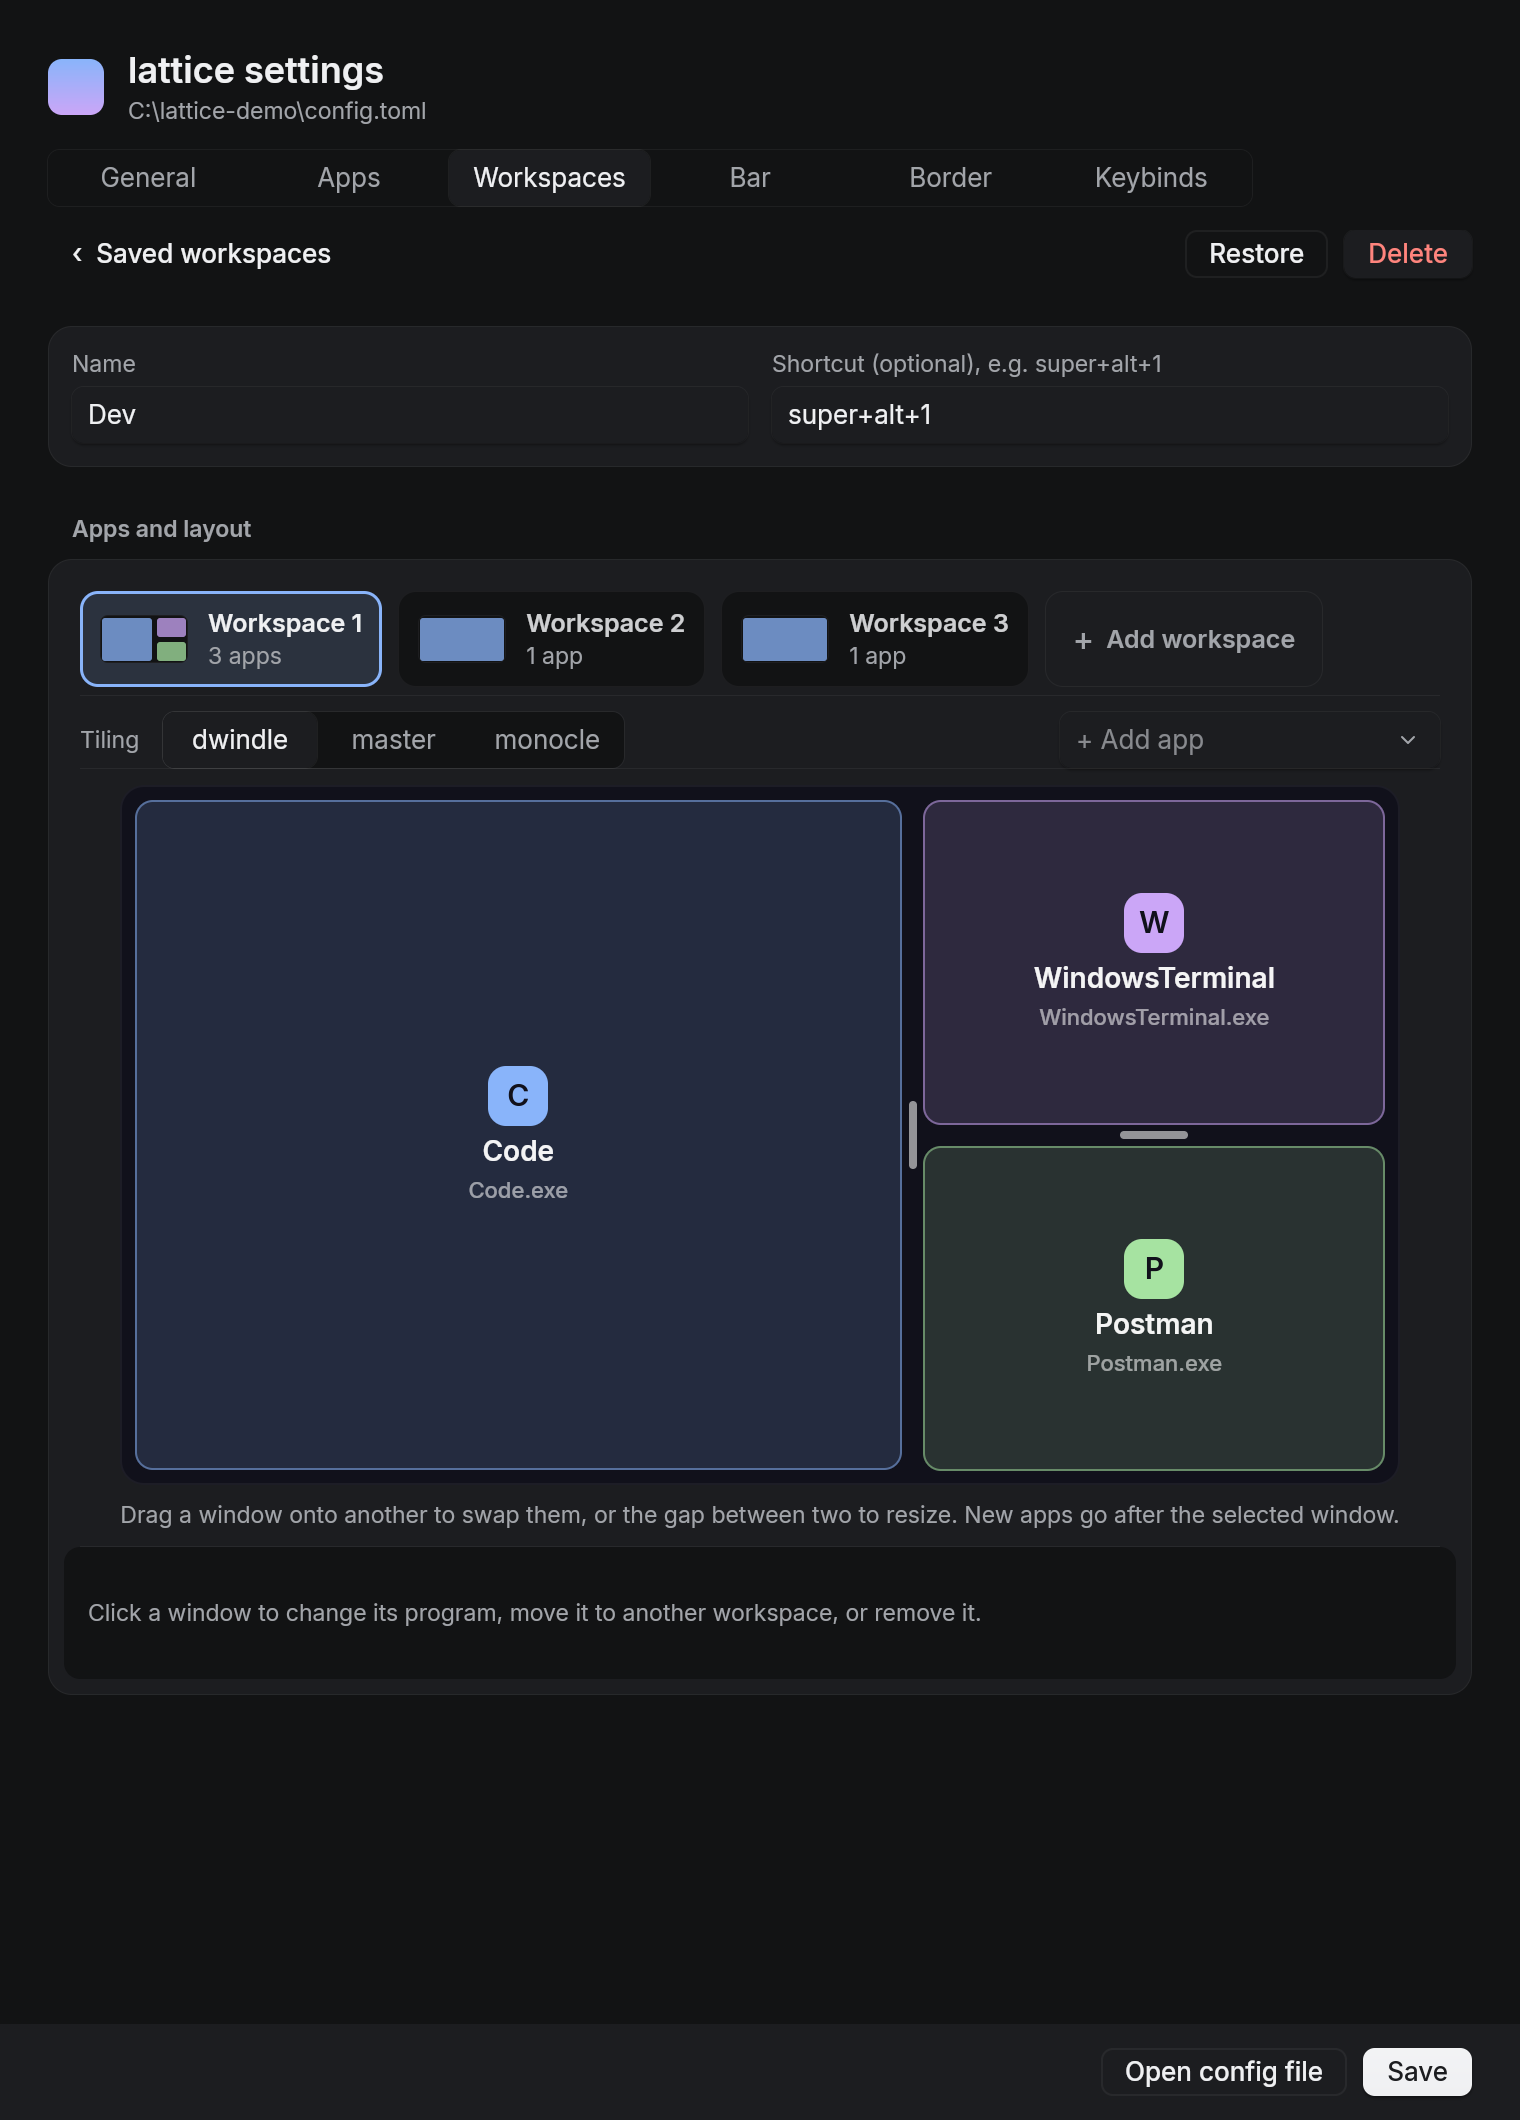 lattice settings
C:\lattice-demo\config.toml
General Apps Workspaces Bar Border Keybinds
‹ Saved workspaces Restore Delete
Name Shortcut (optional), e.g. super+alt+1
Dev super+alt+1
Apps and layout
Workspace 1 Workspace 2 Workspace 3 + Add workspace
3 apps 1 app 1 app
Tiling dwindle master monocle + Add app
W
WindowsTerminal
WindowsTerminal.exe
C
Code
Code.exe
P
Postman
Postman.exe
Drag a window onto another to swap them, or the gap between two to resize. New apps go after the selected window.
Click a window to change its program, move it to another workspace, or remove it.
Open config file Save